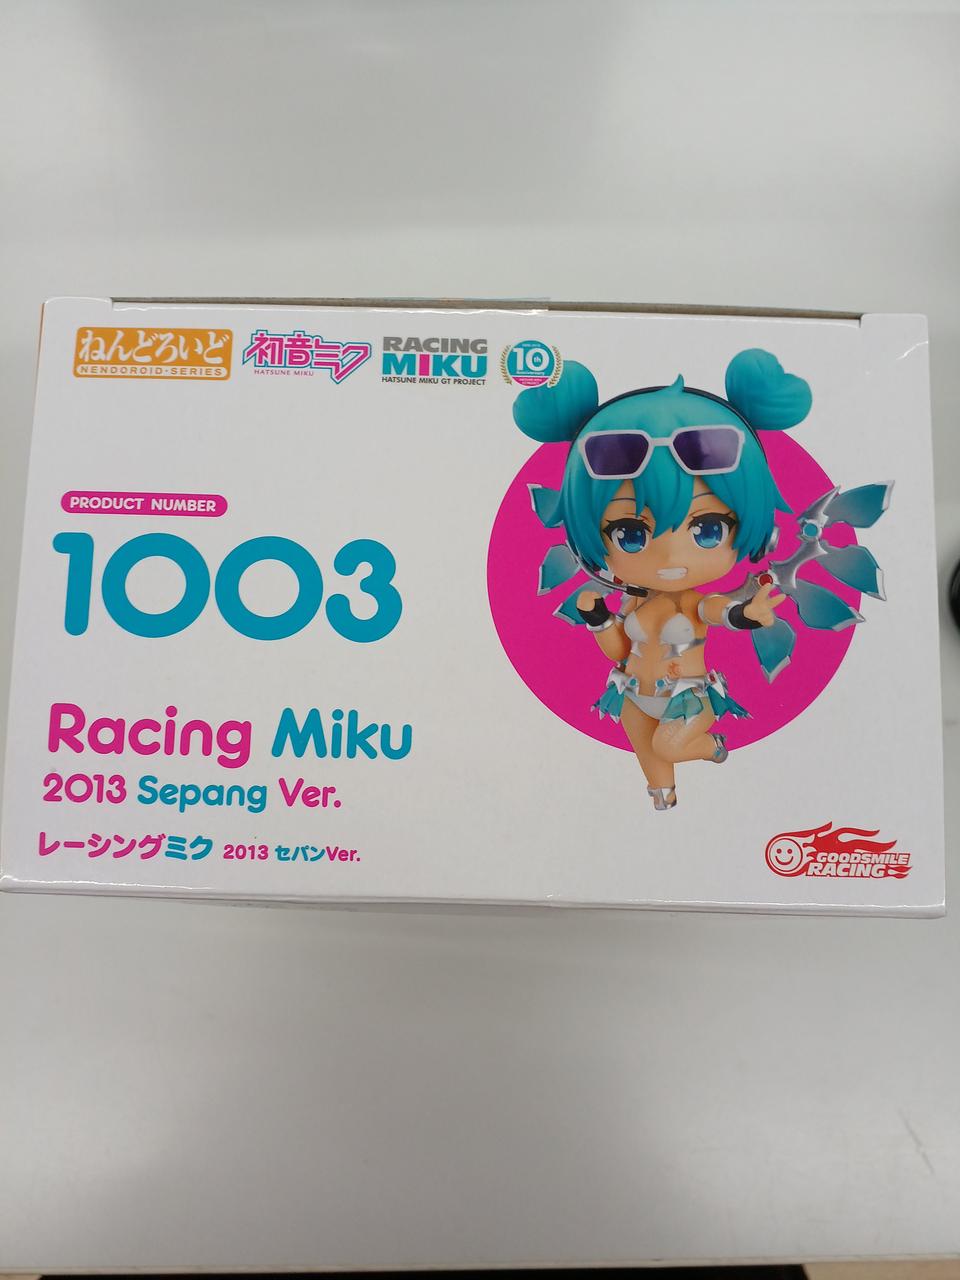 ねんどろいど
NENDOROID・SERIES
初音ミク
HATSUNE MIKU
RACING
MIKU
HATSUNE MIKU GT PROJECT
10th
Anniversary
PRODUCT NUMBER
1003
Racing Miku
2013 Sepang Ver.
レーシングミク 2013 セパンVer.
GOODSMILE
RACING